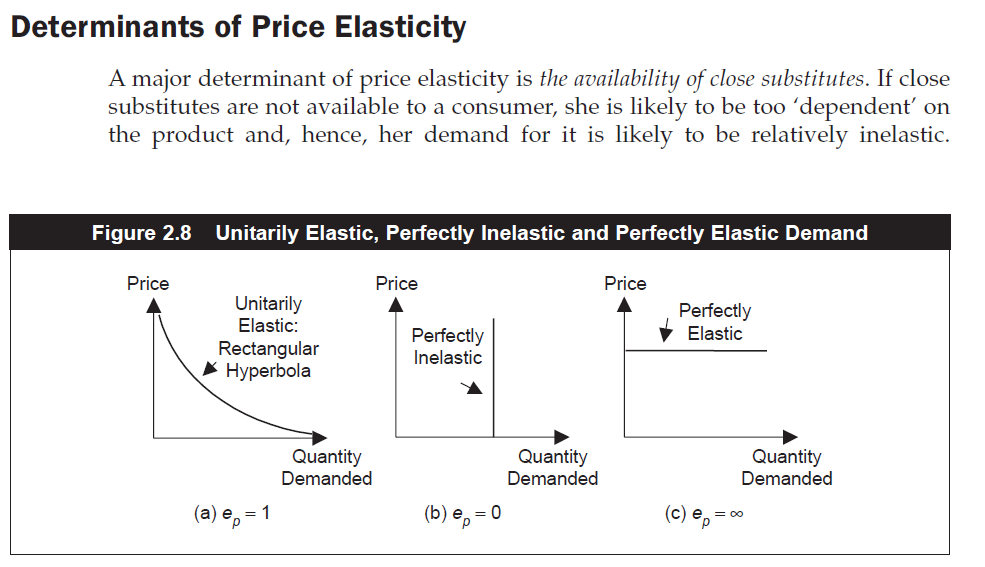 Determinants of Price Elasticity
A major determinant of price elasticity is the availability of close substitutes. If close
substitutes are not available to a consumer, she is likely to be too ‘dependent’ on
the product and, hence, her demand for it is likely to be relatively inelastic.
Figure 2.8 Unitarily Elastic, Perfectly Inelastic and Perfectly Elastic Demand
Price
Unitarily
Elastic:
Rectangular
Hyperbola
Quantity
Demanded
(a) eₚ = 1
Price
Perfectly
Inelastic
Quantity
Demanded
(b) eₚ = 0
Price
Perfectly
Elastic
Quantity
Demanded
(c) eₚ = ∞